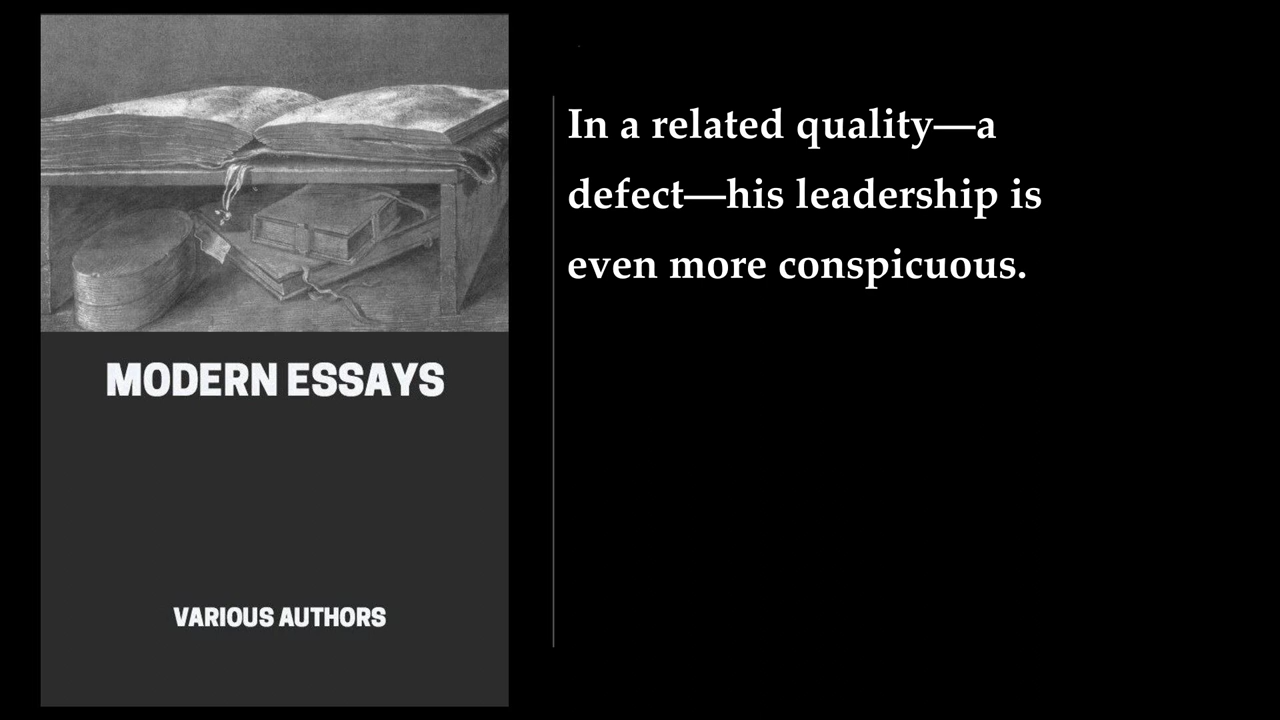 MODERN ESSAYS
VARIOUS AUTHORS
In a related quality—a
defect—his leadership is
even more conspicuous.